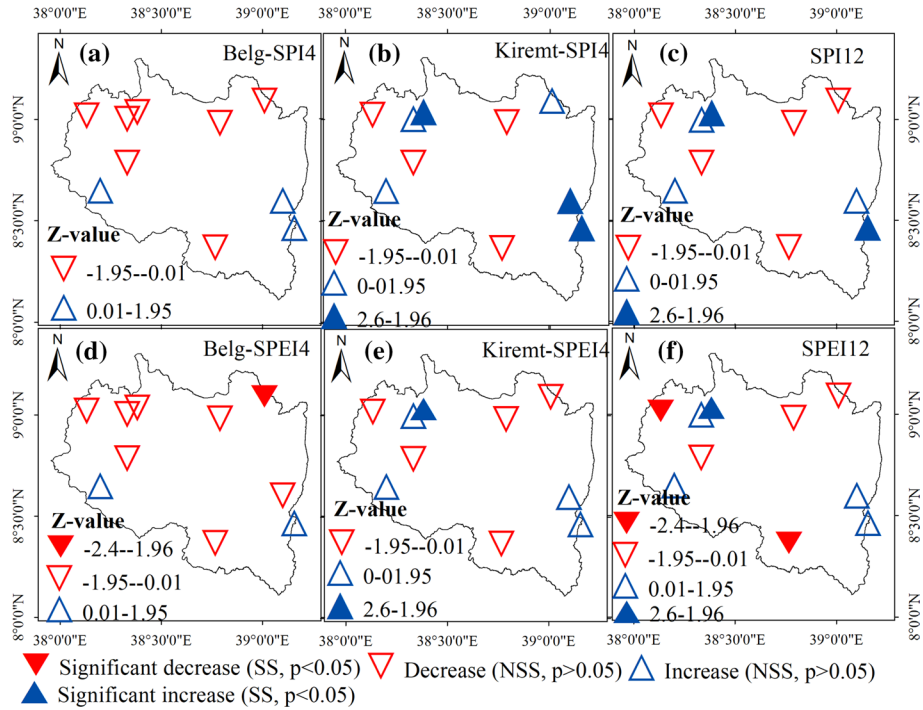 38°0'0"E 38°30'0"E 39°0'0"E 38°0'0"E 38°30'0"E 39°0'0"E 38°0'0"E 38°30'0"E 39°0'0"E
N (a) Belg-SPI4
Z-value
-1.95--0.01
0.01-1.95
N (b) Kiremt-SPI4
Z-value
-1.95--0.01
0-01.95
2.6-1.96
N (c) SPI12
Z-value
-1.95--0.01
0-01.95
2.6-1.96
9°0'0"N 9°0'0"N
8°30'0"N 8°30'0"N
8°0'0"N 8°0'0"N
N (d) Belg-SPEI4
Z-value
-2.4--1.96
-1.95--0.01
0.01-1.95
N (e) Kiremt-SPEI4
Z-value
-1.95--0.01
0-01.95
2.6-1.96
N (f) SPEI12
Z-value
-2.4--1.96
-1.95--0.01
0.01-1.95
2.6-1.96
9°0'0"N 9°0'0"N
8°30'0"N 8°30'0"N
8°0'0"N 8°0'0"N
38°0'0"E 38°30'0"E 39°0'0"E 38°0'0"E 38°30'0"E 39°0'0"E 38°0'0"E 38°30'0"E 39°0'0"E
Significant decrease (SS, p<0.05) Decrease (NSS, p>0.05) Increase (NSS, p>0.05)
Significant increase (SS, p<0.05)